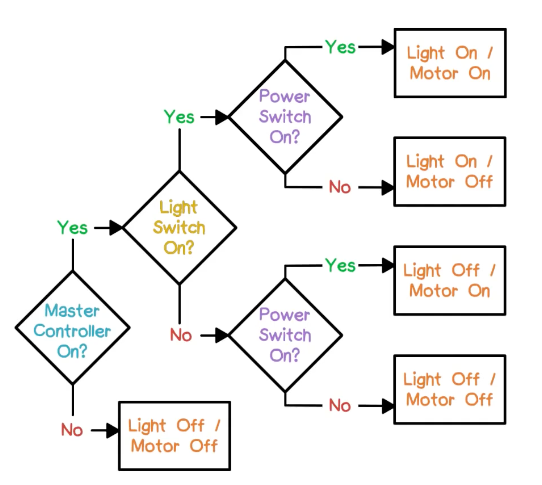 Yes
Light On /
Motor On
Power
Switch
On?
Yes
No
Light On /
Motor Off
Light
Switch
On?
Yes
Yes
Light Off /
Motor On
Master
Controller
On?
No
Power
Switch
On?
No
Light Off /
Motor Off
No
Light Off /
Motor Off